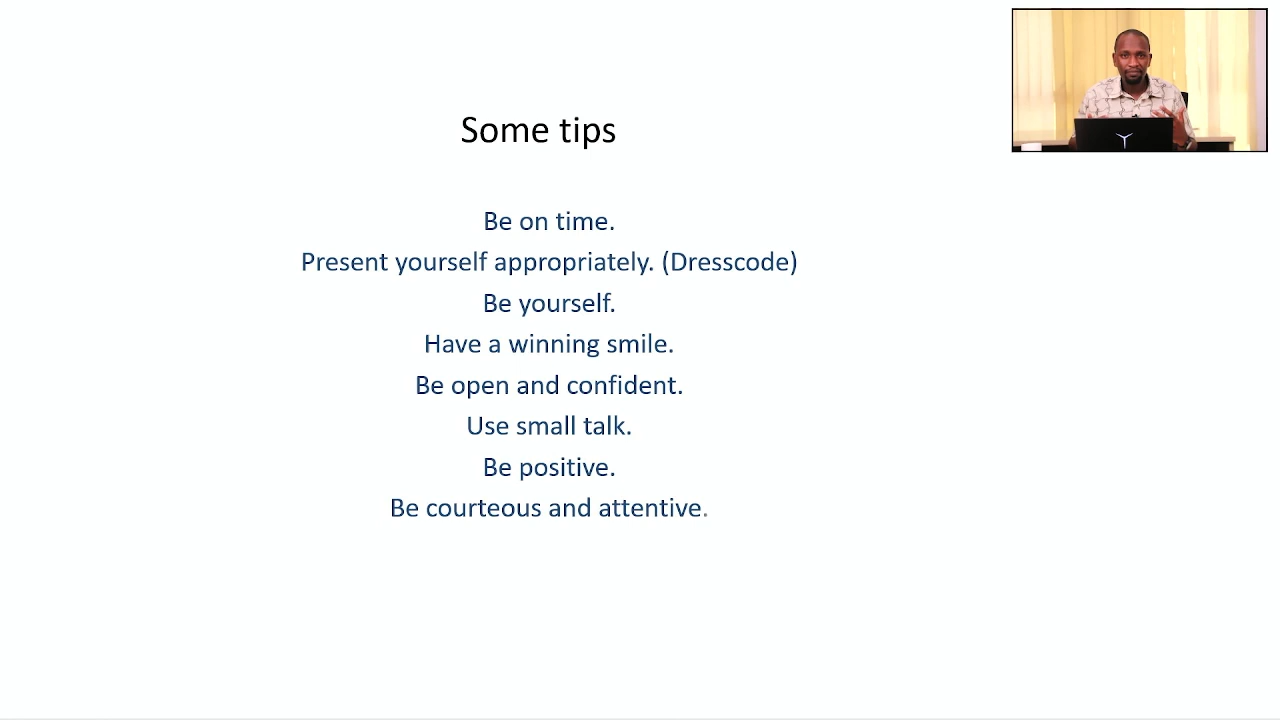 Some tips
Be on time.
Present yourself appropriately. (Dresscode)
Be yourself.
Have a winning smile.
Be open and confident.
Use small talk.
Be positive.
Be courteous and attentive.